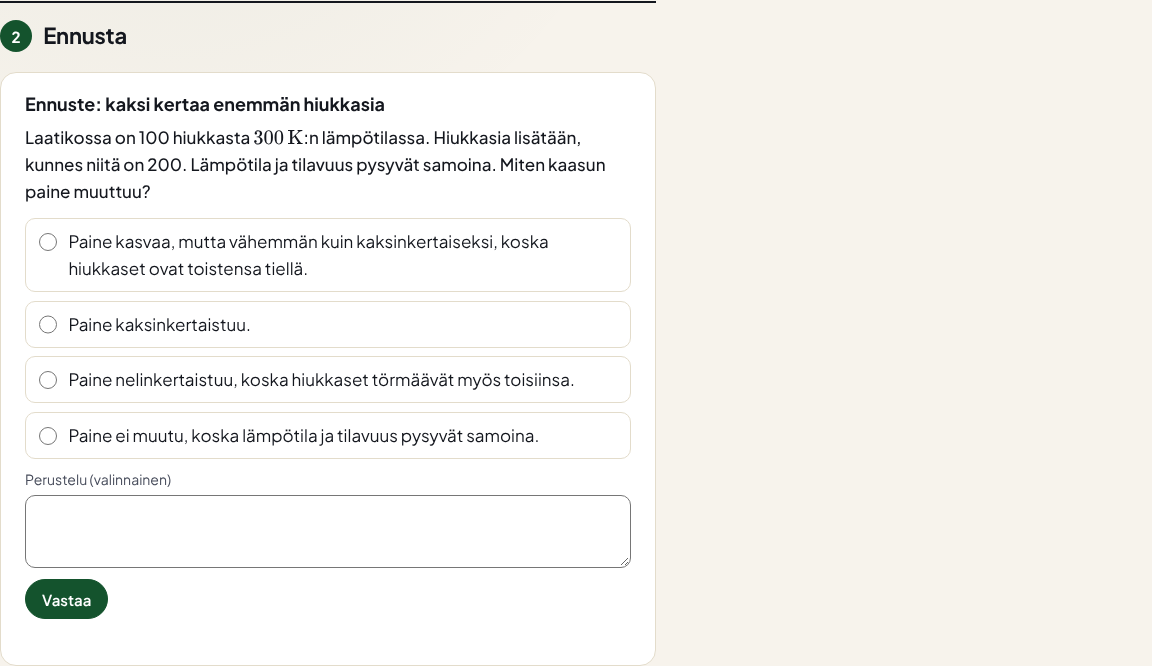 2 Ennusta
Ennuste: kaksi kertaa enemmän hiukkasia
Laatikossa on 100 hiukkasta 300 K:n lämpötilassa. Hiukkasia lisätään,
kunnes niitä on 200. Lämpötila ja tilavuus pysyvät samoina. Miten kaasun
paine muuttuu?
Paine kasvaa, mutta vähemmän kuin kaksinkertaiseksi, koska
hiukkaset ovat toistensa tiellä.
Paine kaksinkertaistuu.
Paine nelinkertaistuu, koska hiukkaset törmäävät myös toisiinsa.
Paine ei muutu, koska lämpötila ja tilavuus pysyvät samoina.
Perustelu (valinnainen)
Vastaa